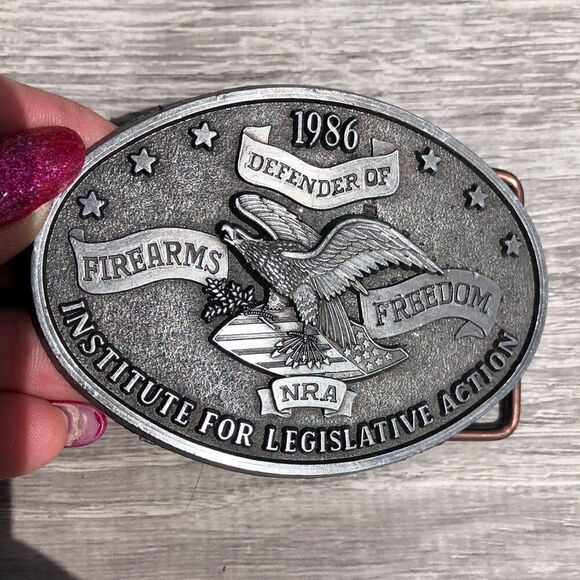 1986
DEFENDER OF
FIREARMS
FREEDOM
NRA
INSTITUTE FOR LEGISLATIVE ACTION